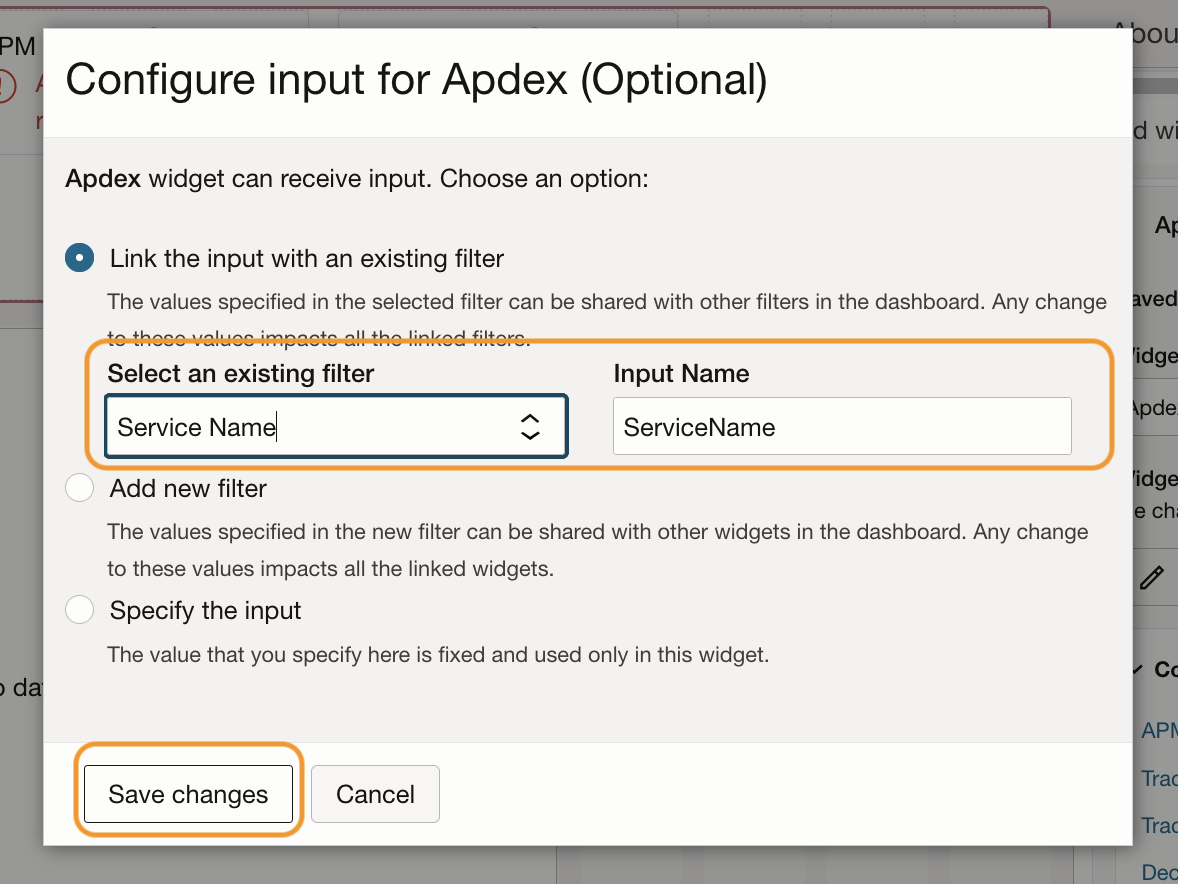 PM
Configure input for Apdex (Optional)
Apdex widget can receive input. Choose an option:
Link the input with an existing filter
The values specified in the selected filter can be shared with other filters in the dashboard. Any change
to these values impacts all the linked filters.
Select an existing filter
Input Name
Service Name
ServiceName
Add new filter
The values specified in the new filter can be shared with other widgets in the dashboard. Any change
to these values impacts all the linked widgets.
Specify the input
The value that you specify here is fixed and used only in this widget.
Save changes
Cancel